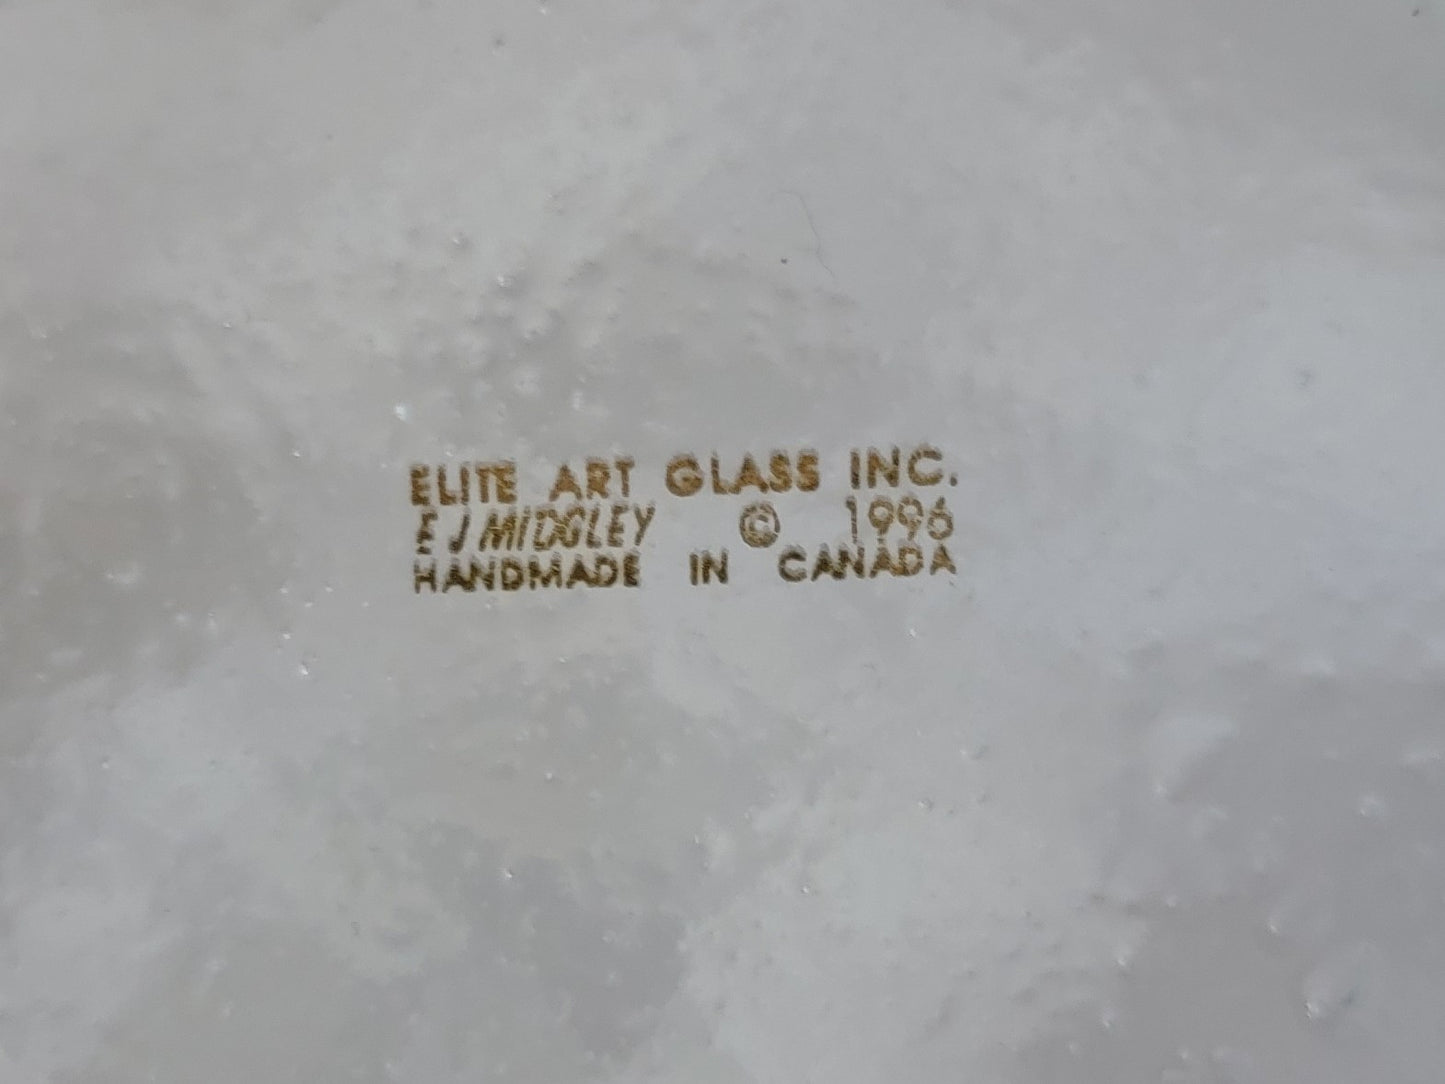 ELITE ART GLASS INC.
E J MIDGLEY © 1996
HANDMADE IN CANADA